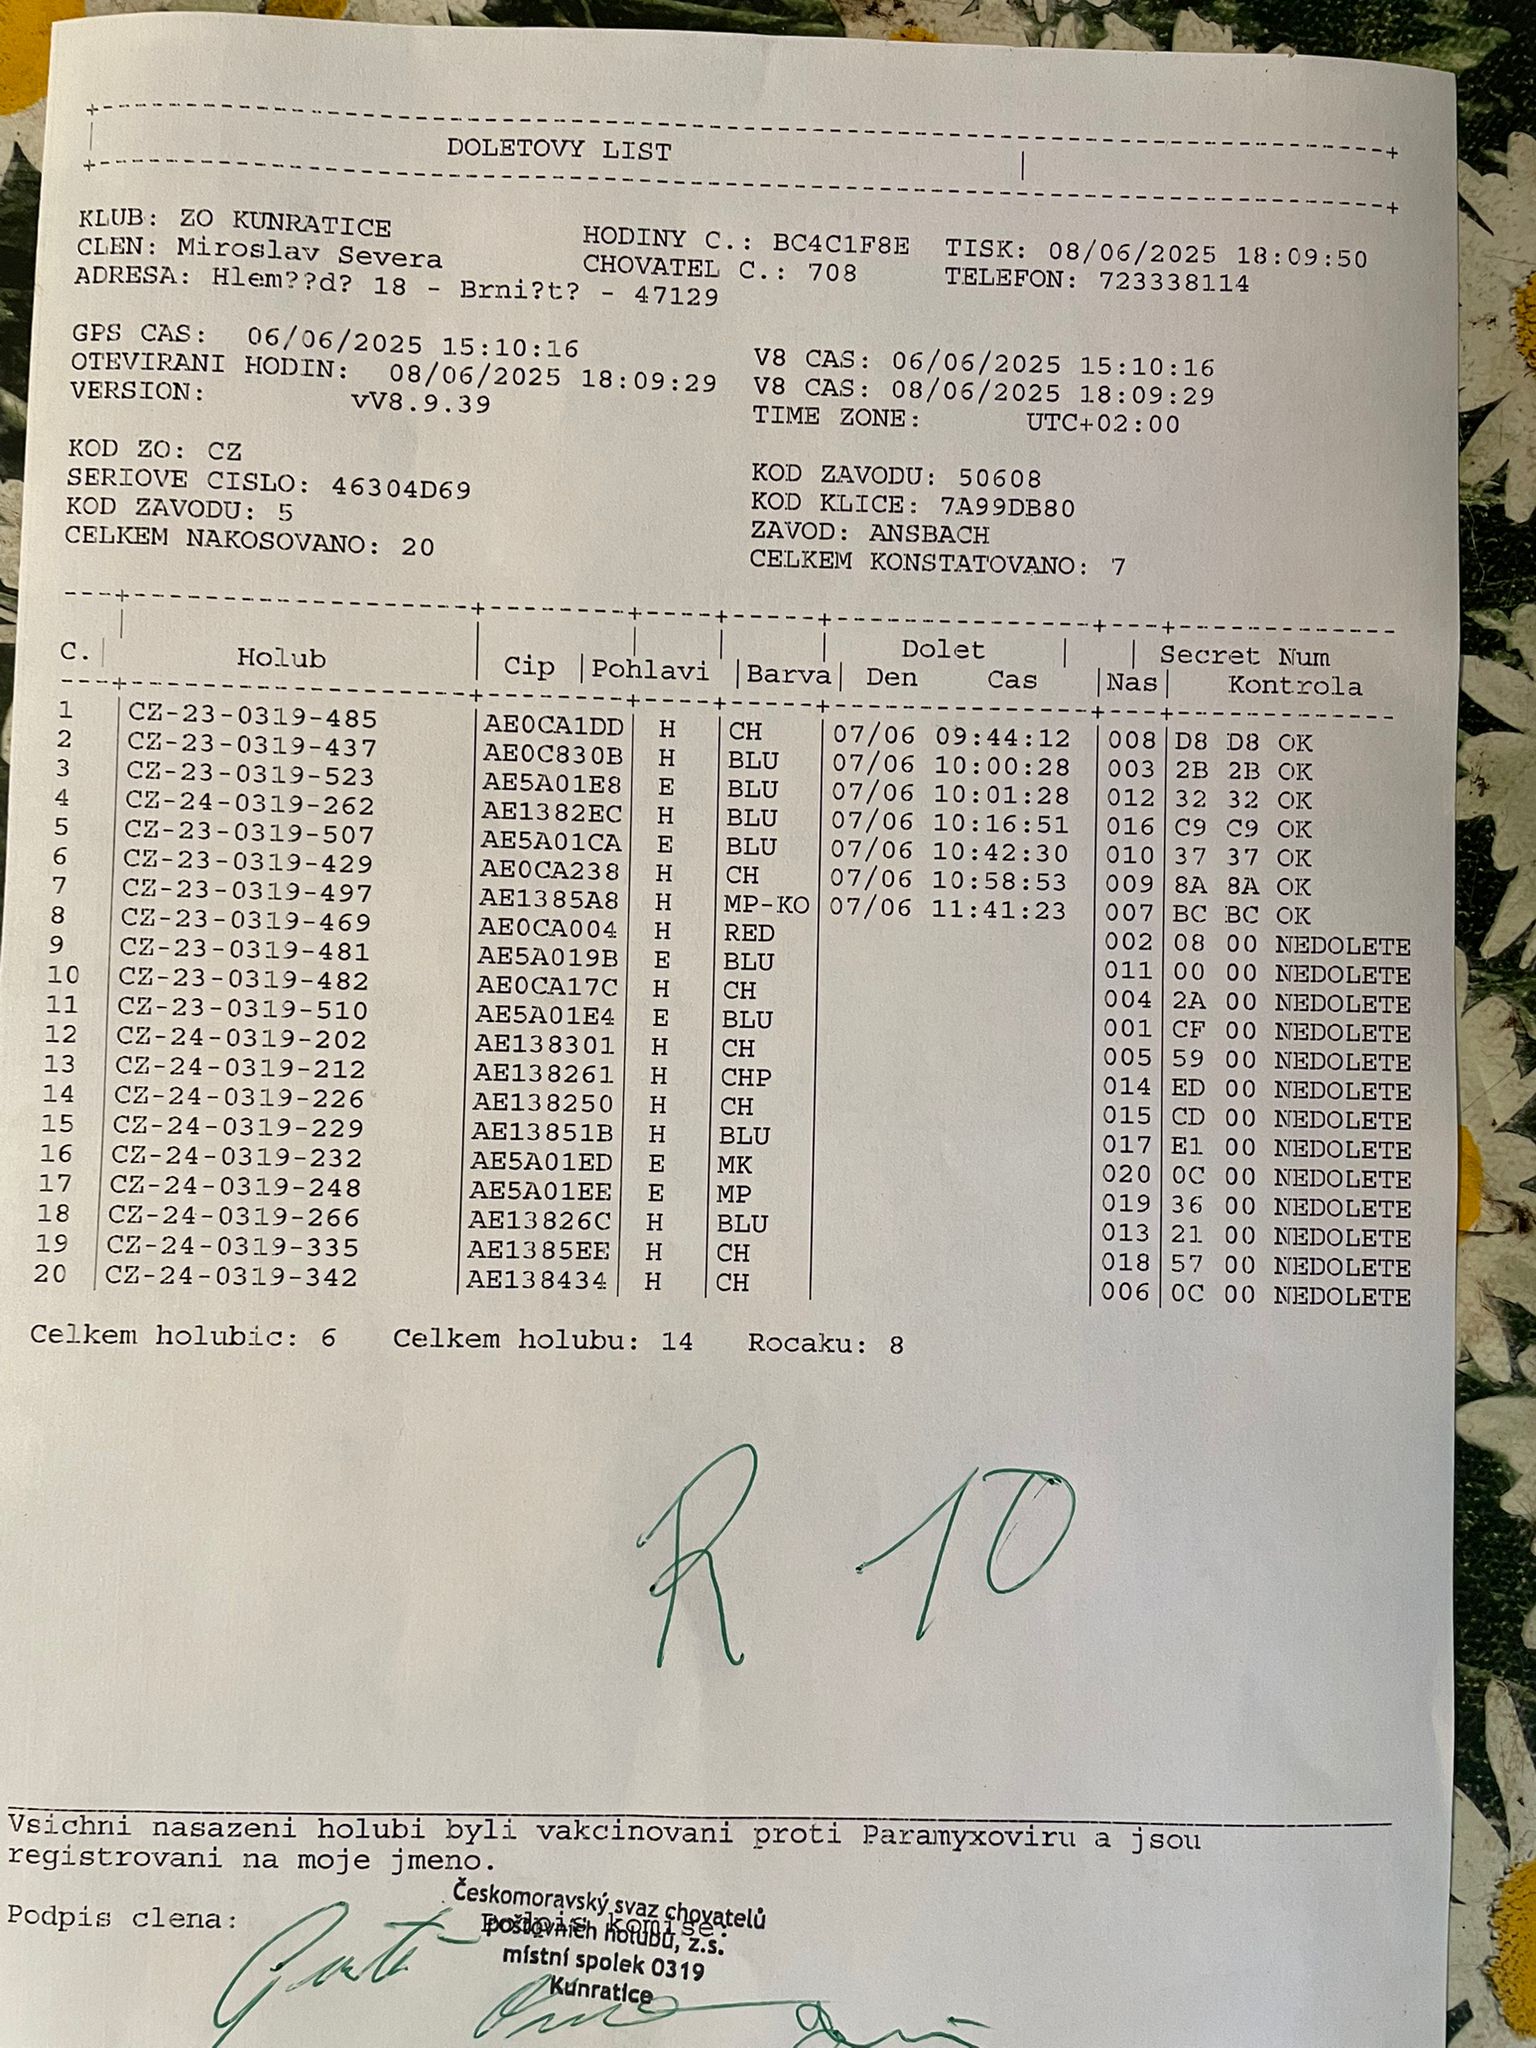 DOLETOVY LIST
KLUB: ZO KUNRATICE HODINY C.: BC4C1F8E TISK: 08/06/2025 18:09:50
CLEN: Miroslav Severa CHOVATEL C.: 708 TELEFON: 723338114
ADRESA: Hlem??d? 18 - Brni?t? - 47129
GPS CAS: 06/06/2025 15:10:16 V8 CAS: 06/06/2025 15:10:16
OTEVIRANI HODIN: 08/06/2025 18:09:29 V8 CAS: 08/06/2025 18:09:29
VERSION: vV8.9.39 TIME ZONE: UTC+02:00
KOD ZO: CZ KOD ZAVODU: 50608
SERIOVE CISLO: 46304D69 KOD KLICE: 7A99DB80
KOD ZAVODU: 5 ZAVOD: ANSBACH
CELKEM NAKOSOVANO: 20 CELKEM KONSTATOVANO: 7
Dolet Secret Num
C. Holub Cip Pohlavi Barva Den Cas Nas Kontrola
1 CZ-23-0319-485 AE0CA1DD H CH 07/06 09:44:12 008 D8 D8 OK
2 CZ-23-0319-437 AE0C830B H BLU 07/06 10:00:28 003 2B 2B OK
3 CZ-23-0319-523 AE5A01E8 E BLU 07/06 10:01:28 012 32 32 OK
4 CZ-24-0319-262 AE1382EC H BLU 07/06 10:16:51 016 C9 C9 OK
5 CZ-23-0319-507 AE5A01CA E BLU 07/06 10:42:30 010 37 37 OK
6 CZ-23-0319-429 AE0CA238 H CH 07/06 10:58:53 009 8A 8A OK
7 CZ-23-0319-497 AE1385A8 H MP-KO 07/06 11:41:23 007 BC BC OK
8 CZ-23-0319-469 AE0CA004 H RED 002 08 00 NEDOLETE
9 CZ-23-0319-481 AE5A019B E BLU 011 00 00 NEDOLETE
10 CZ-23-0319-482 AE0CA17C H CH 004 2A 00 NEDOLETE
11 CZ-23-0319-510 AE5A01E4 E BLU 001 CF 00 NEDOLETE
12 CZ-24-0319-202 AE138301 H CH 005 59 00 NEDOLETE
13 CZ-24-0319-212 AE138261 H CHP 014 ED 00 NEDOLETE
14 CZ-24-0319-226 AE138250 H CH 015 CD 00 NEDOLETE
15 CZ-24-0319-229 AE13851B H BLU 017 E1 00 NEDOLETE
16 CZ-24-0319-232 AE5A01ED E MK 020 0C 00 NEDOLETE
17 CZ-24-0319-248 AE5A01EE E MP 019 36 00 NEDOLETE
18 CZ-24-0319-266 AE13826C H BLU 013 21 00 NEDOLETE
19 CZ-24-0319-335 AE1385EE H CH 018 57 00 NEDOLETE
20 CZ-24-0319-342 AE138434 H CH 006 0C 00 NEDOLETE
Celkem holubic: 6 Celkem holubu: 14 Rocaku: 8
R 10
Vsichni nasazeni holubi byli vakcinovani proti Paramyxoviru a jsou
registrovani na moje jmeno.
Podpis clena: Podpis komise:
Českomoravský svaz chovatelů
poštovních holubů, z.s.
místní spolek 0319
Kunratice